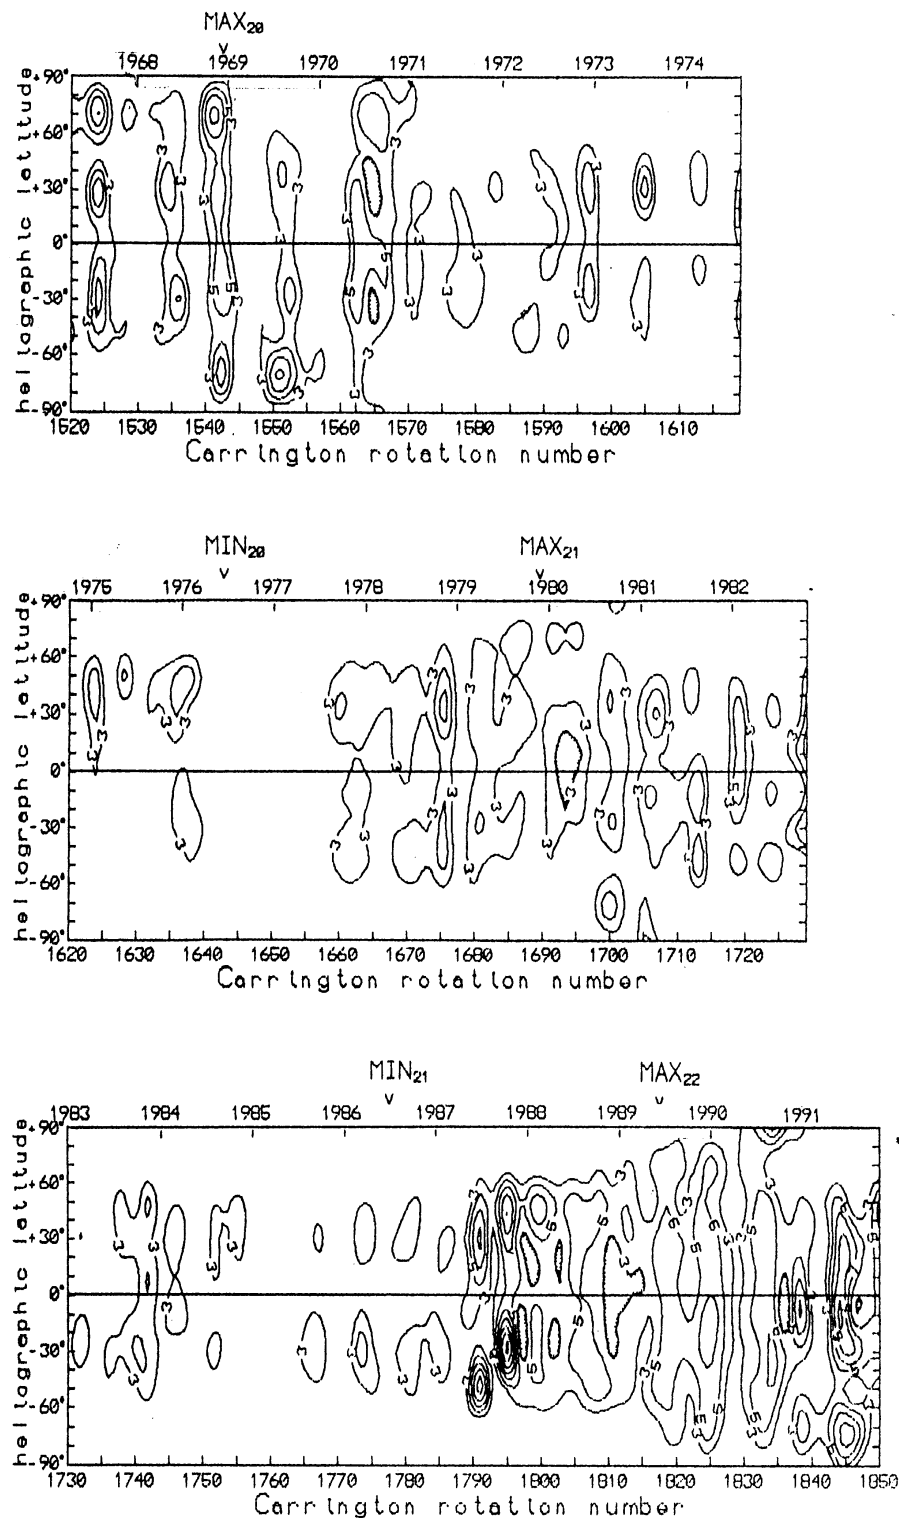 MAX20
1968 1969 1970 1971 1972 1973 1974
+90°
+60°
+30°
0°
-30°
-60°
-90°
heliographic latitude
1520 1530 1540 1550 1560 1570 1580 1590 1600 1610
Carrington rotation number
MIN20 MAX21
1975 1976 1977 1978 1979 1980 1981 1982
+90°
+60°
+30°
0°
-30°
-60°
-90°
heliographic latitude
1620 1630 1640 1650 1660 1670 1680 1690 1700 1710 1720
Carrington rotation number
MIN21 MAX22
1983 1984 1985 1986 1987 1988 1989 1990 1991
+90°
+60°
+30°
0°
-30°
-60°
-90°
heliographic latitude
1730 1740 1750 1760 1770 1780 1790 1800 1810 1820 1830 1840 1850
Carrington rotation number